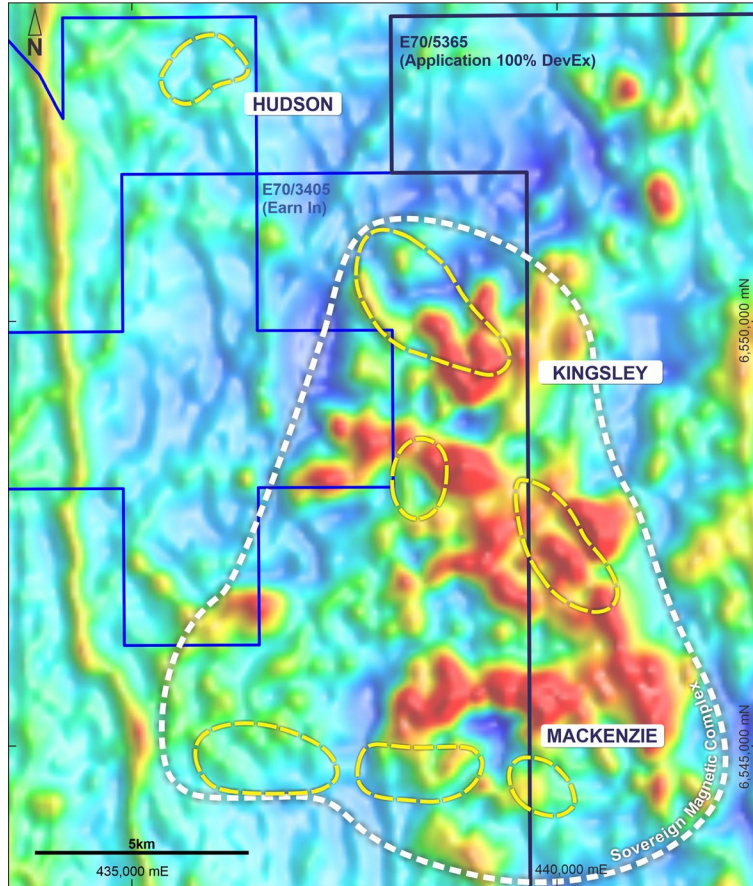 N
E70/5365
(Application 100% DevEx)
HUDSON
E70/3405
(Earn In)
6,550,000 mN
KINGSLEY
MACKENZIE
6,545,000 mN
Sovereign Magnetic Complex
5km
435,000 mE
440,000 mE